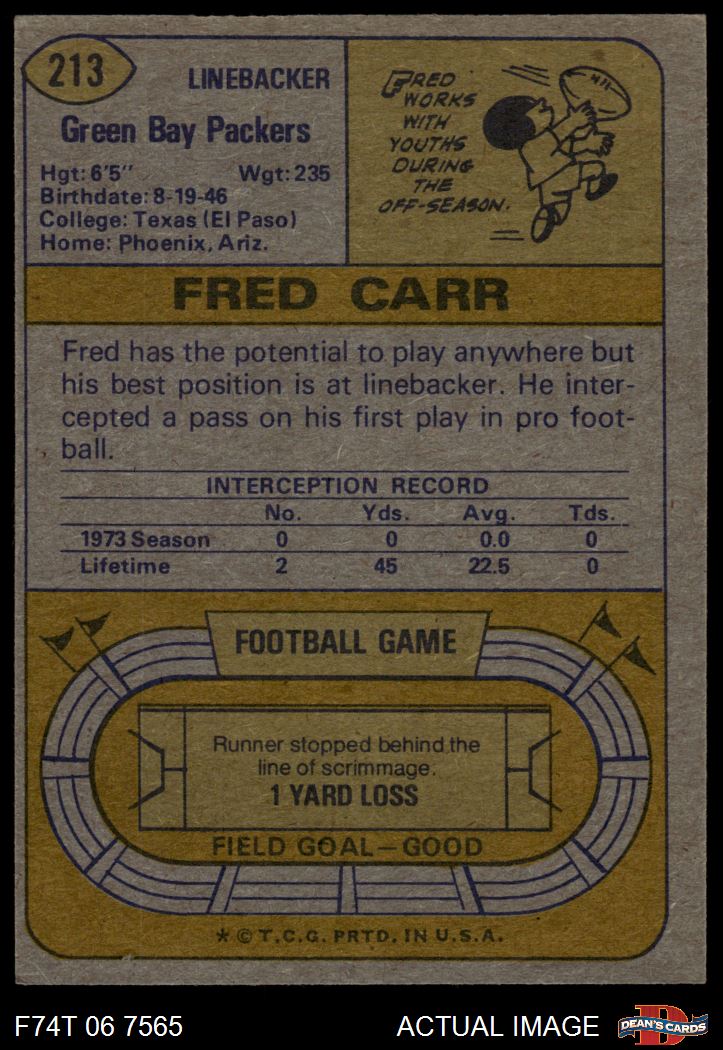 213
LINEBACKER
Green Bay Packers
Hgt: 6'5" Wgt: 235
Birthdate: 8-19-46
College: Texas (El Paso)
Home: Phoenix, Ariz.
FRED
WORKS
WITH
YOUTHS
DURING
THE
OFF-SEASON.
FRED CARR
Fred has the potential to play anywhere but
his best position is at linebacker. He inter-
cepted a pass on his first play in pro foot-
ball.
INTERCEPTION RECORD
No. Yds. Avg. Tds.
1973 Season 0 0 0.0 0
Lifetime 2 45 22.5 0
FOOTBALL GAME
Runner stopped behind the
line of scrimmage.
1 YARD LOSS
FIELD GOAL—GOOD
* © T.C.G. PRTD. IN U.S.A.
F74T 06 7565 ACTUAL IMAGE
D
DEAN'S CARDS